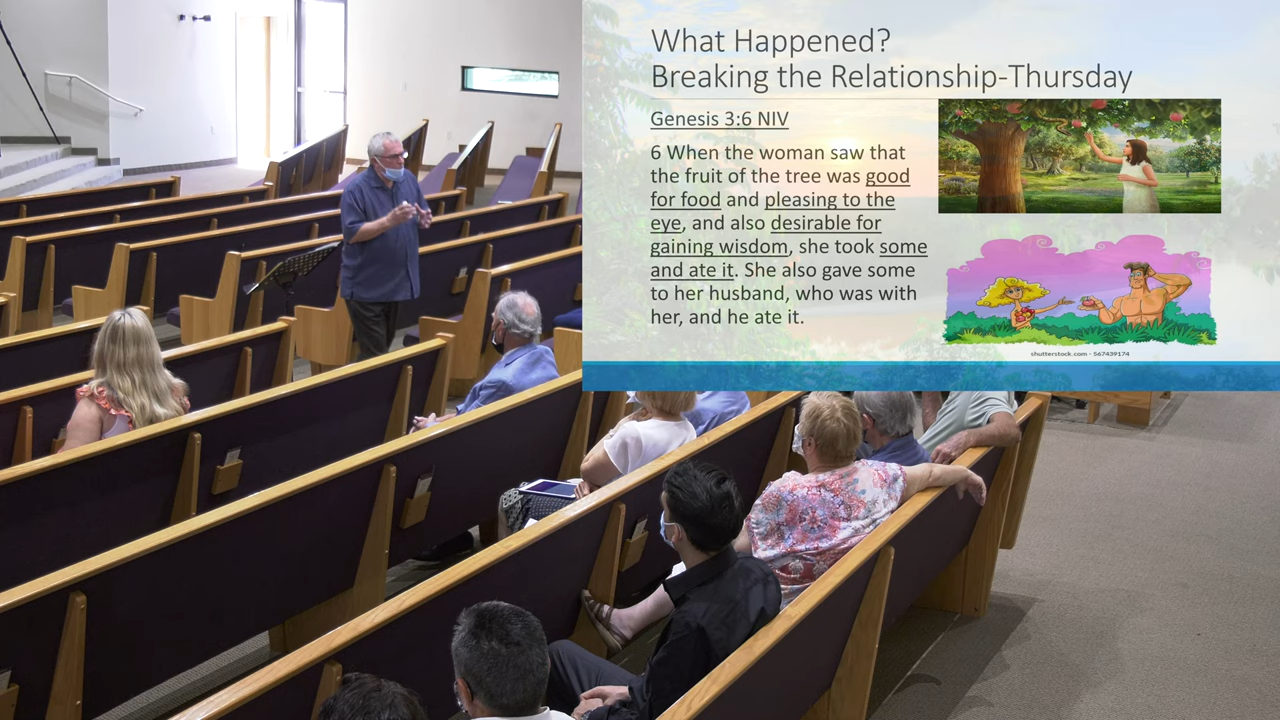 What Happened?
Breaking the Relationship-Thursday
Genesis 3:6 NIV
6 When the woman saw that
the fruit of the tree was good
for food and pleasing to the
eye, and also desirable for
gaining wisdom, she took some
and ate it. She also gave some
to her husband, who was with
her, and he ate it.
shutterstock.com · 567439174